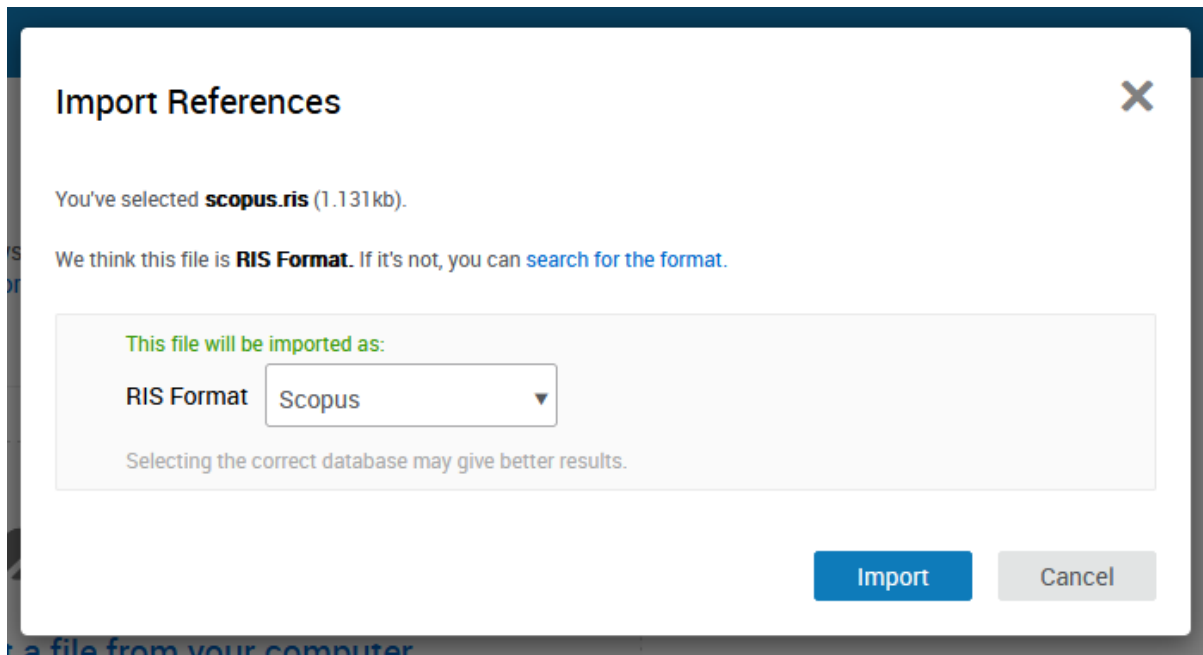 Import References
You've selected scopus.ris (1.131kb).
We think this file is RIS Format. If it's not, you can search for the format.
This file will be imported as:
RIS Format Scopus
Selecting the correct database may give better results.
Import Cancel
a file from your computer